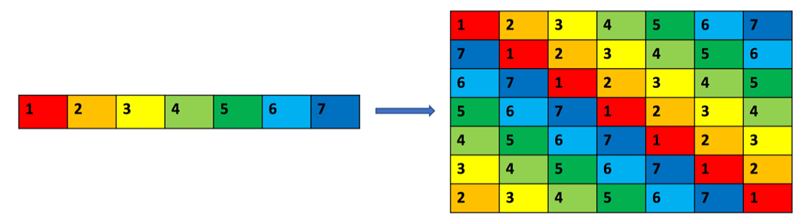 1 2 3 4 5 6 7
1 2 3 4 5 6 7
7 1 2 3 4 5 6
6 7 1 2 3 4 5
5 6 7 1 2 3 4
4 5 6 7 1 2 3
3 4 5 6 7 1 2
2 3 4 5 6 7 1